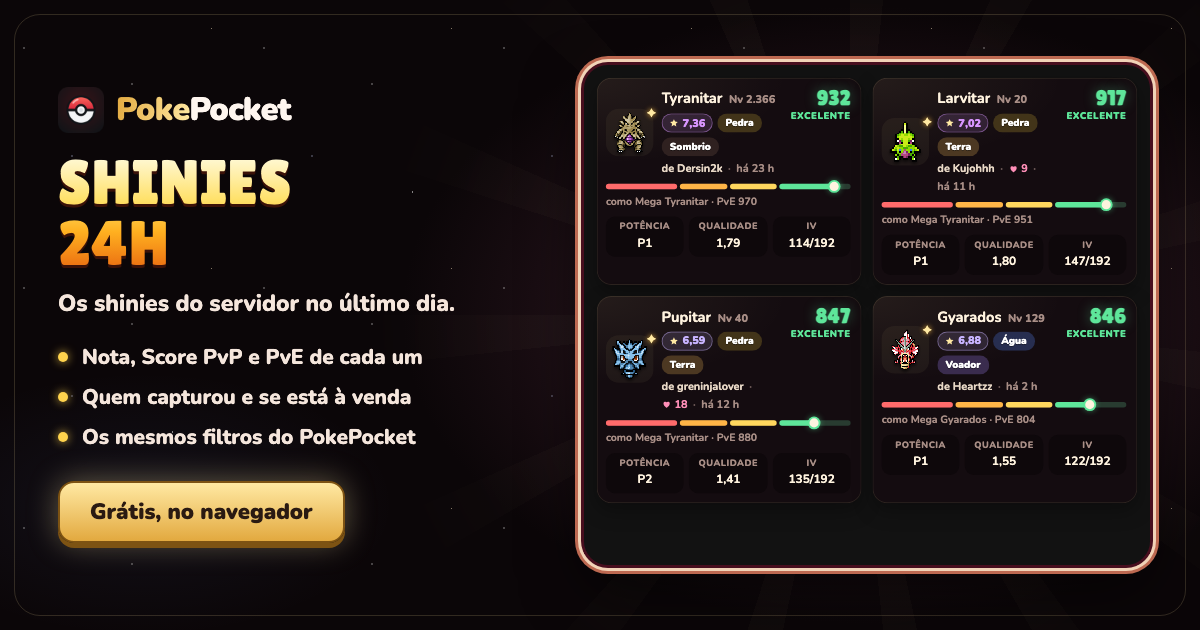 PokePocket
SHINIES
24H
Os shinies do servidor no último dia.
Nota, Score PvP e PvE de cada um
Quem capturou e se está à venda
Os mesmos filtros do PokePocket
Grátis, no navegador
Tyranitar Nv 2.366
932
EXCELENTE
★ 7,36 Pedra
Sombrio
de Dersin2k · há 23 h
como Mega Tyranitar · PvE 970
POTÊNCIA QUALIDADE IV
P1 1,79 114/192
Larvitar Nv 20
917
EXCELENTE
★ 7,02 Pedra
Terra
de Kujohhh · ♥ 9 ·
há 11 h
como Mega Tyranitar · PvE 951
POTÊNCIA QUALIDADE IV
P1 1,80 147/192
Pupitar Nv 40
847
EXCELENTE
★ 6,59 Pedra
Terra
de greninjalover ·
♥ 18 · há 12 h
como Mega Tyranitar · PvE 880
POTÊNCIA QUALIDADE IV
P2 1,41 135/192
Gyarados Nv 129
846
EXCELENTE
★ 6,88 Água
Voador
de Heartzz · há 2 h
como Mega Gyarados · PvE 804
POTÊNCIA QUALIDADE IV
P1 1,55 122/192